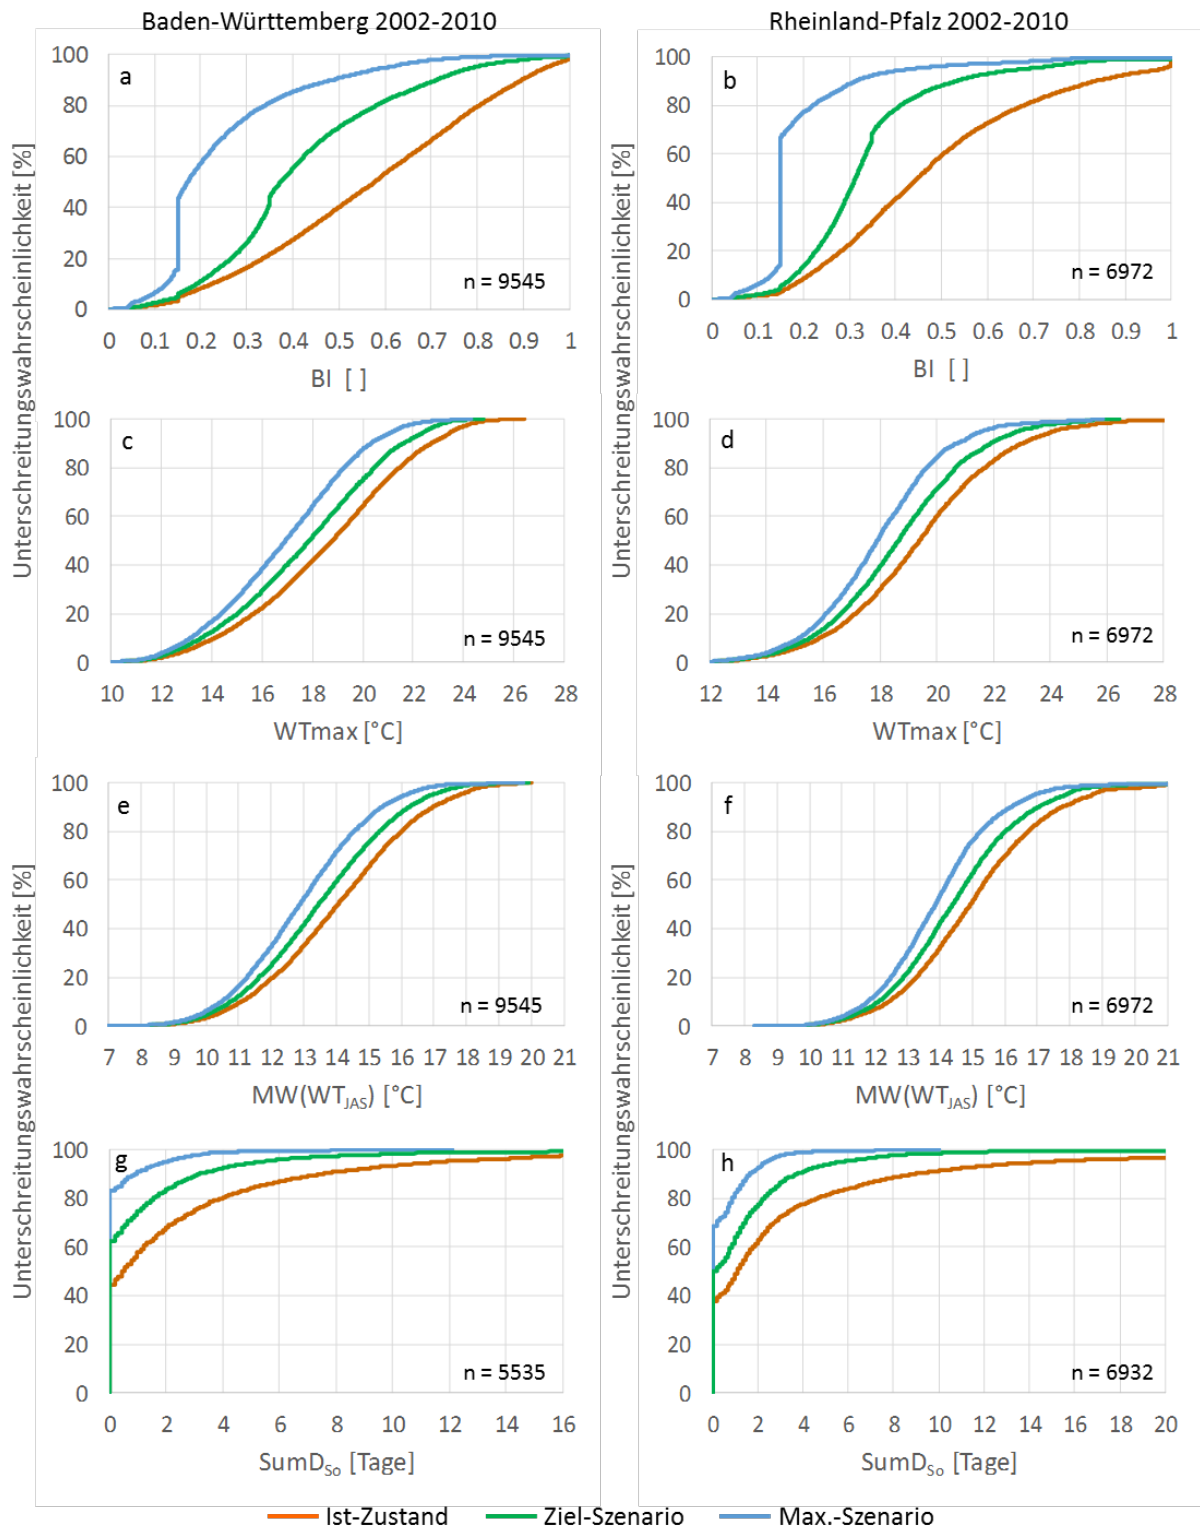 Baden-Württemberg 2002-2010
Rheinland-Pfalz 2002-2010
Unterschreitungswahrscheinlichkeit [%]
100
80
60
40
20
0
a
n = 9545
0 0.1 0.2 0.3 0.4 0.5 0.6 0.7 0.8 0.9 1
BI [ ]
Unterschreitungswahrscheinlichkeit [%]
100
80
60
40
20
0
b
n = 6972
0 0.1 0.2 0.3 0.4 0.5 0.6 0.7 0.8 0.9 1
BI [ ]
100
80
60
40
20
0
c
n = 9545
10 12 14 16 18 20 22 24 26 28
WTmax [°C]
100
80
60
40
20
0
d
n = 6972
12 14 16 18 20 22 24 26 28
WTmax [°C]
Unterschreitungswahrscheinlichkeit [%]
100
80
60
40
20
0
e
n = 9545
7 8 9 10 11 12 13 14 15 16 17 18 19 20 21
MW(WTJAS) [°C]
Unterschreitungswahrscheinlichkeit [%]
100
80
60
40
20
0
f
n = 6972
7 8 9 10 11 12 13 14 15 16 17 18 19 20 21
MW(WTJAS) [°C]
100
80
60
40
20
0
g
n = 5535
0 2 4 6 8 10 12 14 16
SumDSo [Tage]
100
80
60
40
20
0
h
n = 6932
0 2 4 6 8 10 12 14 16 18 20
SumDSo [Tage]
Ist-Zustand Ziel-Szenario Max.-Szenario